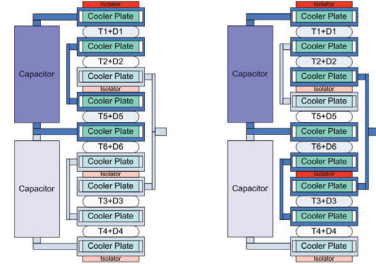 Isolator
Cooler Plate
T1+D1
Cooler Plate
T2+D2
Cooler Plate
Isolator
Cooler Plate
T5+D5
Cooler Plate
T6+D6
Cooler Plate
Isolator
Cooler Plate
T3+D3
Cooler Plate
T4+D4
Cooler Plate
Isolator
Capacitor
Capacitor
Isolator
Cooler Plate
T1+D1
Cooler Plate
T2+D2
Cooler Plate
Isolator
Cooler Plate
T5+D5
Cooler Plate
T6+D6
Cooler Plate
Isolator
Cooler Plate
T3+D3
Cooler Plate
T4+D4
Cooler Plate
Isolator
Capacitor
Capacitor